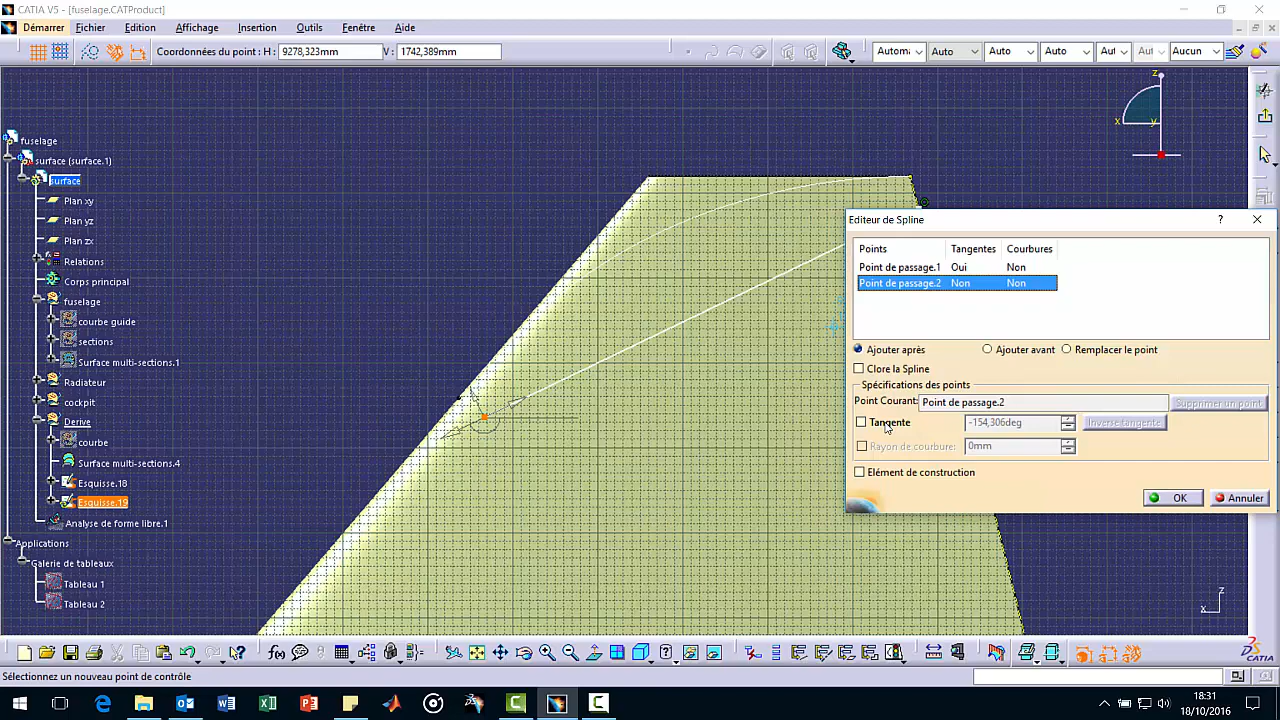 CATIA V5 - [fuselage.CATProduct]
Démarrer Fichier Edition Affichage Insertion Outils Fenêtre Aide
Coordonnées du point : H : 9278,323mm V : 1742,389mm Automa Auto Auto Auto Aut Aut Aucun
z
x y
fuselage
surface (surface.1)
surface
Plan xy
Plan yz
Plan zx
Relations
Corps principal
fuselage
courbe guide
sections
Surface multi-sections.1
Radiateur
cockpit
Derive
courbe
Surface multi-sections.4
Esquisse.18
Esquisse.19
Analyse de forme libre.1
Applications
Galerie de tableaux
Tableau 1
Tableau 2
Editeur de Spline
Points Tangentes Courbures
Point de passage.1 Oui Non
Point de passage.2 Non Non
Ajouter après Ajouter avant Remplacer le point
Clore la Spline
Spécifications des points
Point Courant: Point de passage.2 Supprimer un point
Tangente -154,306deg Inverse tangente
Rayon de courbure: 0mm
Elément de construction
OK Annuler
z
x
f(x)
DS CATIA
Sélectionnez un nouveau point de contrôle
18:31
18/10/2016